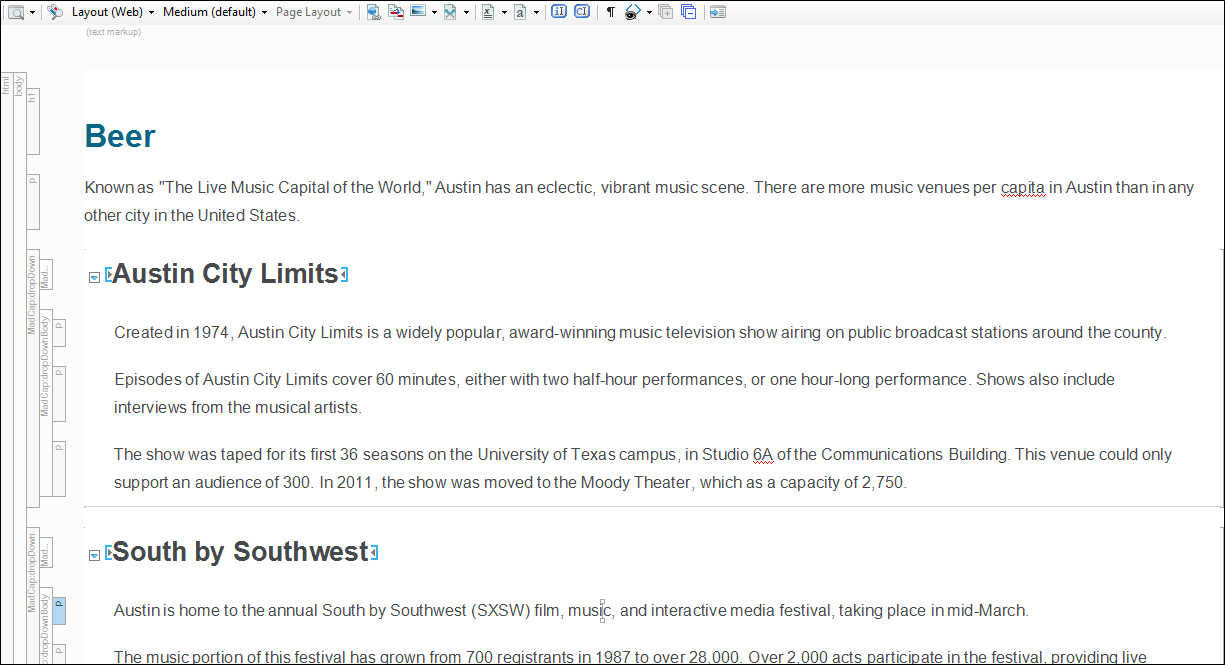 Layout (Web) Medium (default) Page Layout
(text markup)
html
body
h1
Beer
p
Known as "The Live Music Capital of the World," Austin has an eclectic, vibrant music scene. There are more music venues per capita in Austin than in any
other city in the United States.
MadCap:dropDown
Mad...
Austin City Limits
MadCap:dropDownBody
p
Created in 1974, Austin City Limits is a widely popular, award-winning music television show airing on public broadcast stations around the county.
p
Episodes of Austin City Limits cover 60 minutes, either with two half-hour performances, or one hour-long performance. Shows also include
interviews from the musical artists.
p
The show was taped for its first 36 seasons on the University of Texas campus, in Studio 6A of the Communications Building. This venue could only
support an audience of 300. In 2011, the show was moved to the Moody Theater, which as a capacity of 2,750.
MadCap:dropDown
Mad...
South by Southwest
dropDownBody
p
Austin is home to the annual South by Southwest (SXSW) film, music, and interactive media festival, taking place in mid-March.
p
The music portion of this festival has grown from 700 registrants in 1987 to over 28,000. Over 2,000 acts participate in the festival, providing live